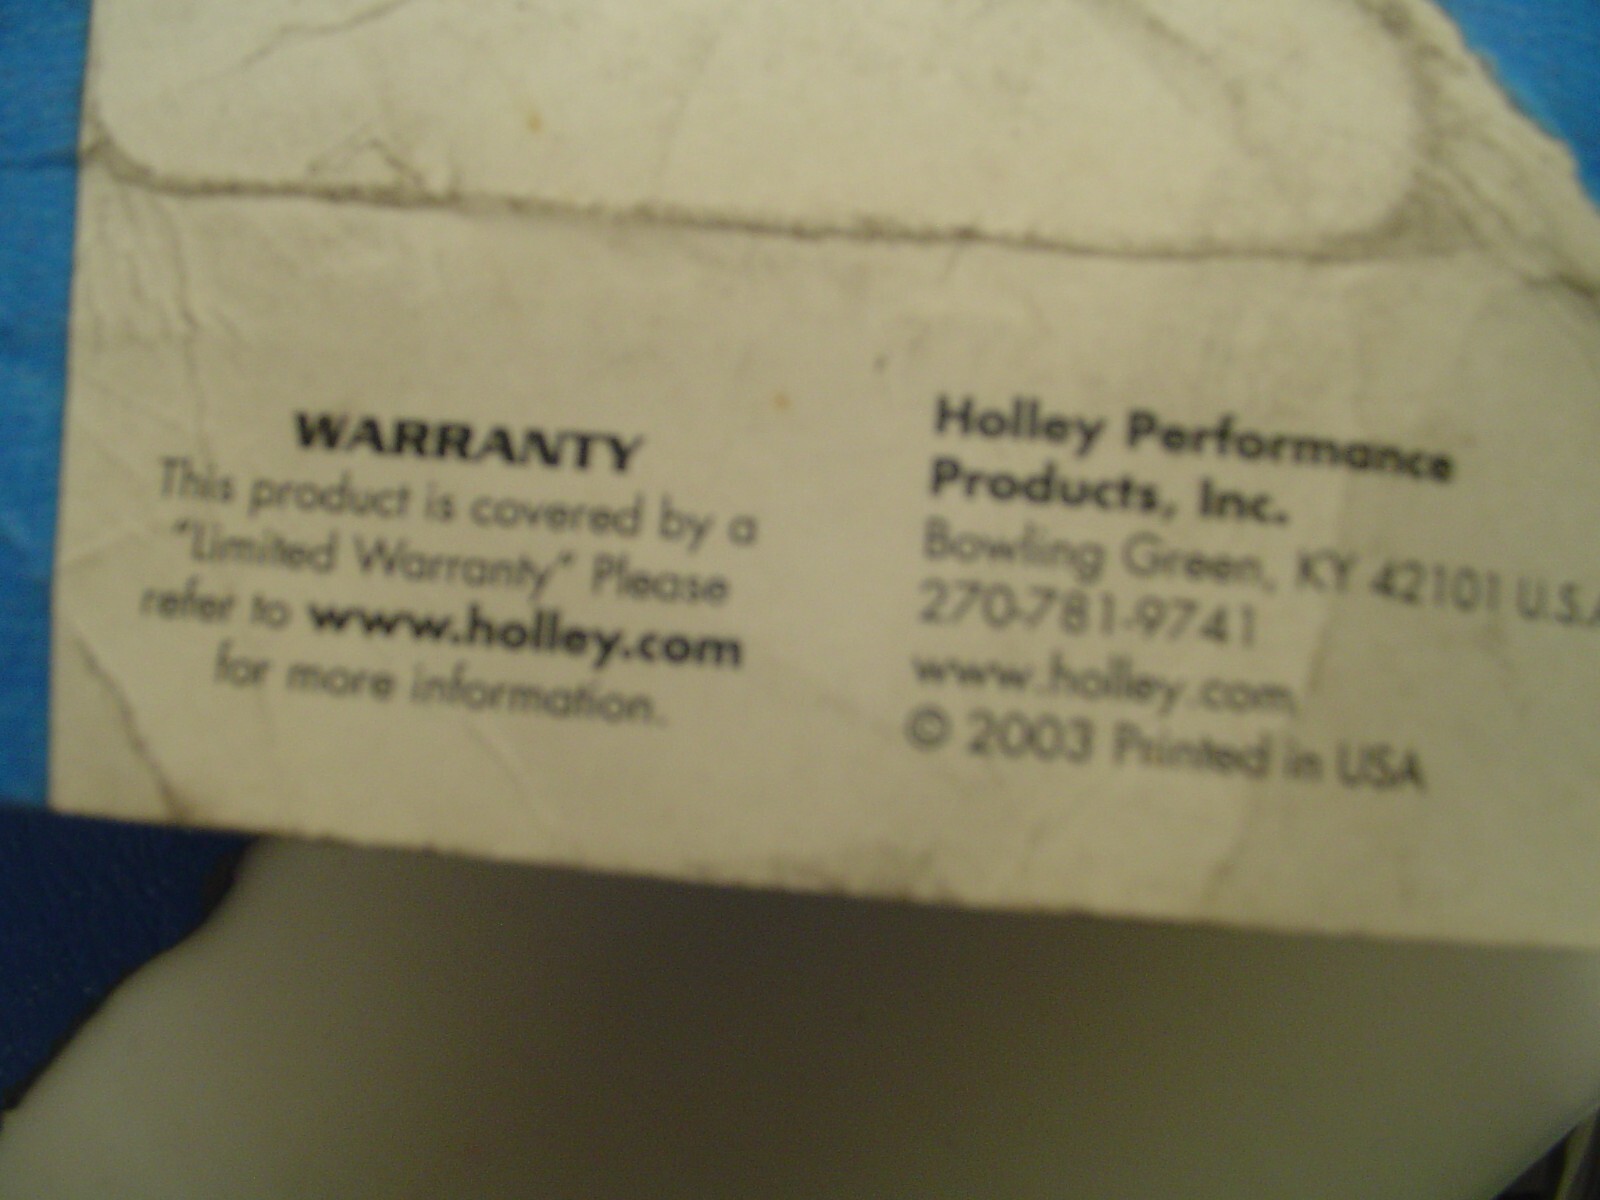 WARRANTY
This product is covered by a
"Limited Warranty" Please
refer to www.holley.com
for more information.
Holley Performance
Products, Inc.
Bowling Green, KY 42101 U.S.A
270-781-9741
www.holley.com
© 2003 Printed in USA